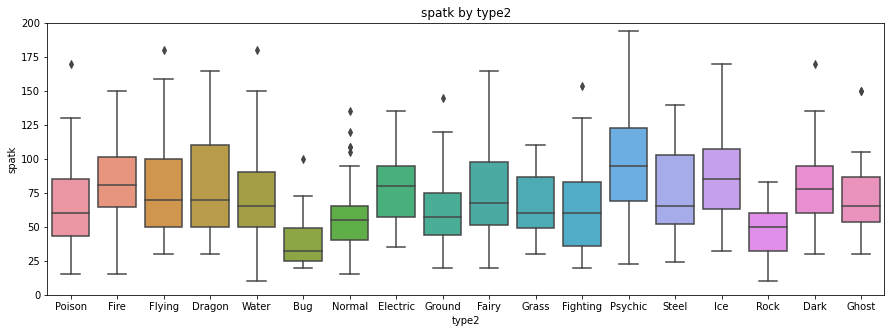 spatk by type2
200
175
150
125
100
75
50
25
0
spatk
Poison Fire Flying Dragon Water Bug Normal Electric Ground Fairy Grass Fighting Psychic Steel Ice Rock Dark Ghost
type2